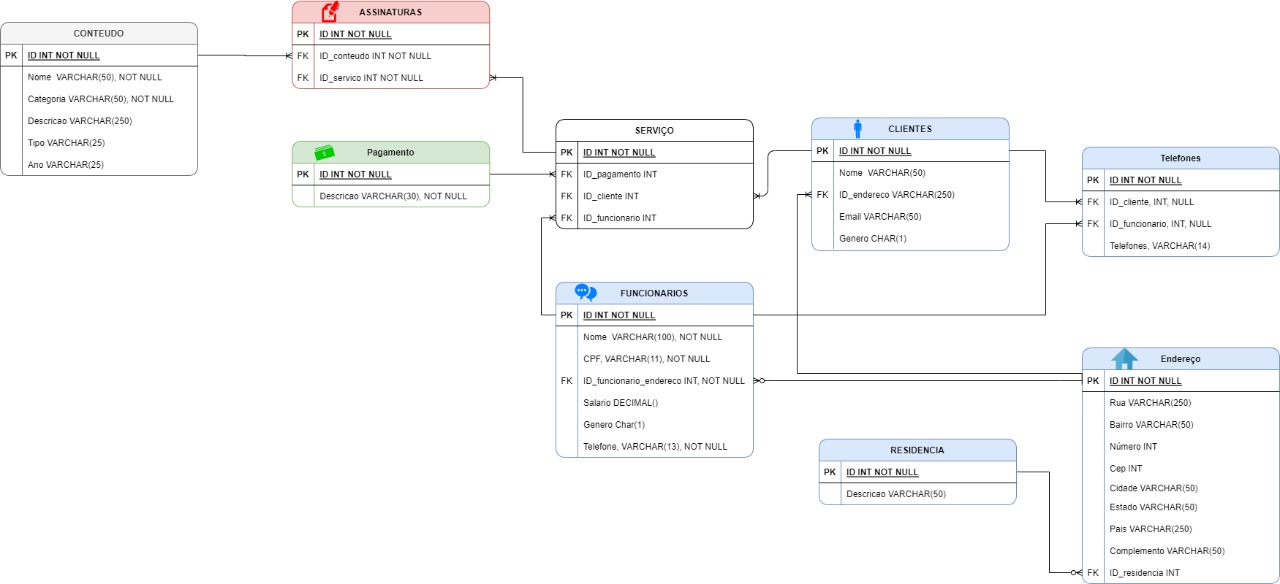 CONTEUDO
PK ID INT NOT NULL
Nome VARCHAR(50), NOT NULL
Categoria VARCHAR(50), NOT NULL
Descricao VARCHAR(250)
Tipo VARCHAR(25)
Ano VARCHAR(25)
ASSINATURAS
PK ID INT NOT NULL
FK ID_conteudo INT NOT NULL
FK ID_servico INT NOT NULL
Pagamento
PK ID INT NOT NULL
Descricao VARCHAR(30), NOT NULL
SERVIÇO
PK ID INT NOT NULL
FK ID_pagamento INT
FK ID_cliente INT
FK ID_funcionario INT
CLIENTES
PK ID INT NOT NULL
Nome VARCHAR(50)
FK ID_endereco VARCHAR(250)
Email VARCHAR(50)
Genero CHAR(1)
Telefones
PK ID INT NOT NULL
FK ID_cliente, INT, NULL
FK ID_funcionario, INT, NULL
Telefones, VARCHAR(14)
FUNCIONARIOS
PK ID INT NOT NULL
Nome VARCHAR(100), NOT NULL
CPF, VARCHAR(11), NOT NULL
FK ID_funcionario_endereco INT, NOT NULL
Salario DECIMAL()
Genero Char(1)
Telefone, VARCHAR(13), NOT NULL
RESIDENCIA
PK ID INT NOT NULL
Descricao VARCHAR(50)
Endereço
PK ID INT NOT NULL
Rua VARCHAR(250)
Bairro VARCHAR(50)
Número INT
Cep INT
Cidade VARCHAR(50)
Estado VARCHAR(50)
Pais VARCHAR(250)
Complemento VARCHAR(50)
FK ID_residencia INT